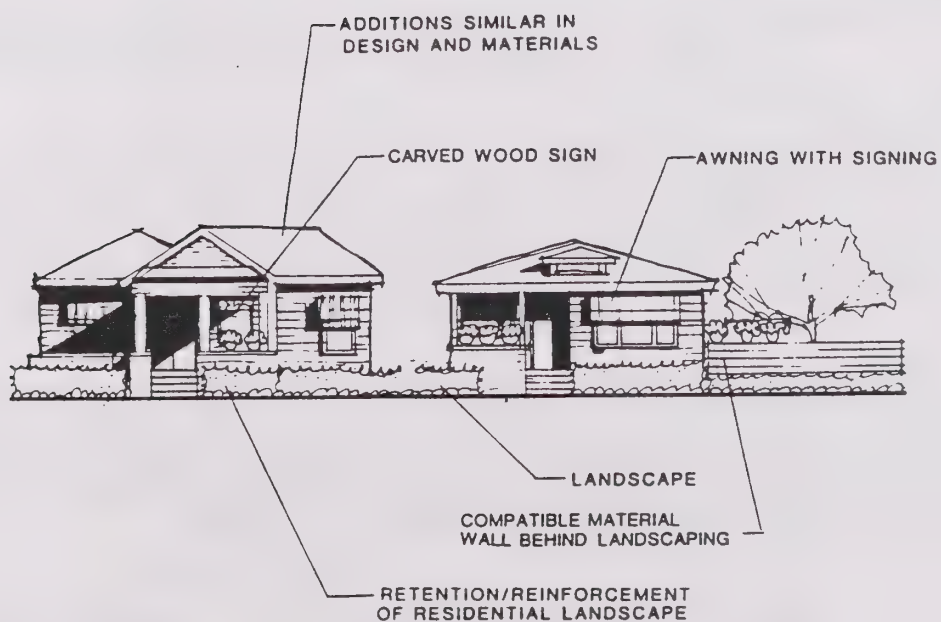 ADDITIONS SIMILAR IN
DESIGN AND MATERIALS
CARVED WOOD SIGN
AWNING WITH SIGNING
LANDSCAPE
COMPATIBLE MATERIAL
WALL BEHIND LANDSCAPING
RETENTION/REINFORCEMENT
OF RESIDENTIAL LANDSCAPE